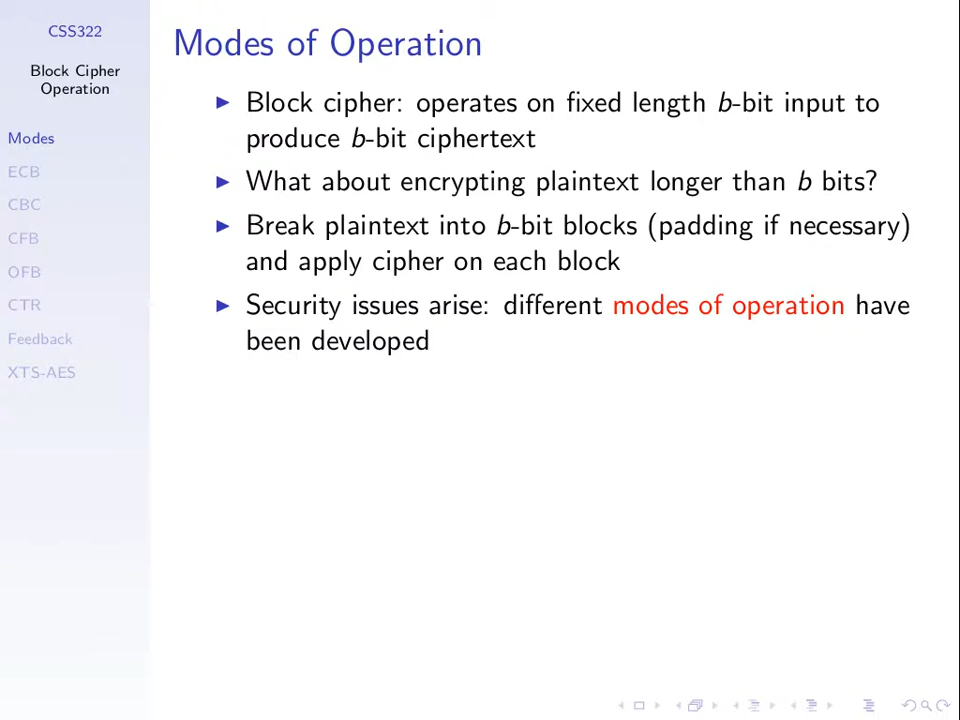 CSS322
Block Cipher
Operation
Modes
ECB
CBC
CFB
OFB
CTR
Feedback
XTS-AES
Modes of Operation
Block cipher: operates on fixed length b-bit input to
produce b-bit ciphertext
What about encrypting plaintext longer than b bits?
Break plaintext into b-bit blocks (padding if necessary)
and apply cipher on each block
Security issues arise: different modes of operation have
been developed